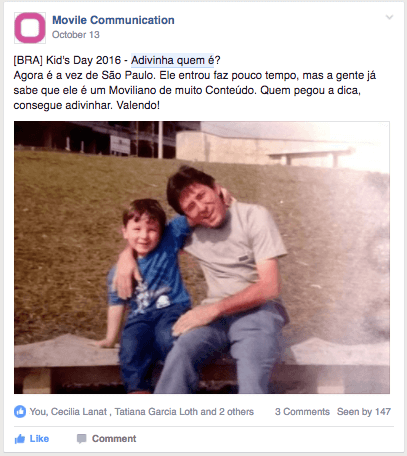 Movile Communication
October 13
[BRA] Kid's Day 2016 - Adivinha quem é?
Agora é a vez de São Paulo. Ele entrou faz pouco tempo, mas a gente já
sabe que ele é um Moviliano de muito Conteúdo. Quem pegou a dica,
consegue adivinhar. Valendo!
You, Cecilia Lanat , Tatiana Garcia Loth and 2 others 3 Comments Seen by 147
Like Comment